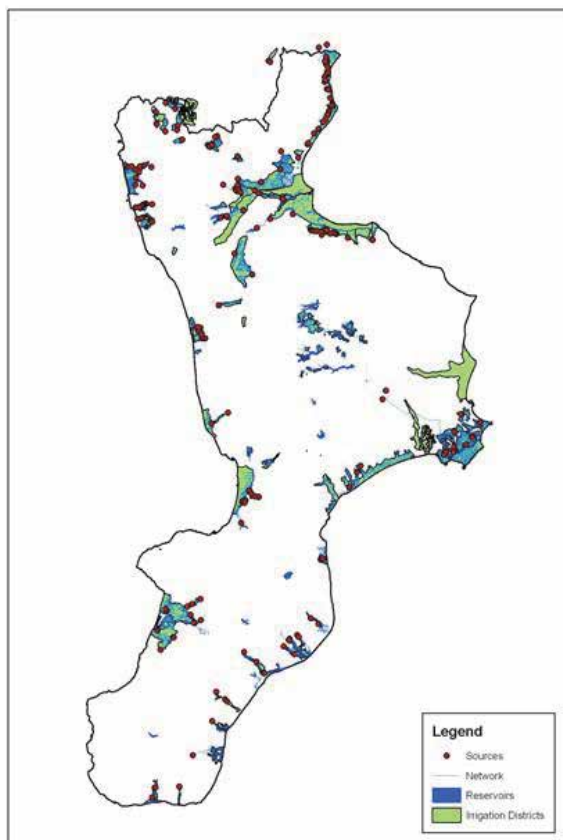 Legend
Sources
Network
Reservoirs
Irrigation Districts